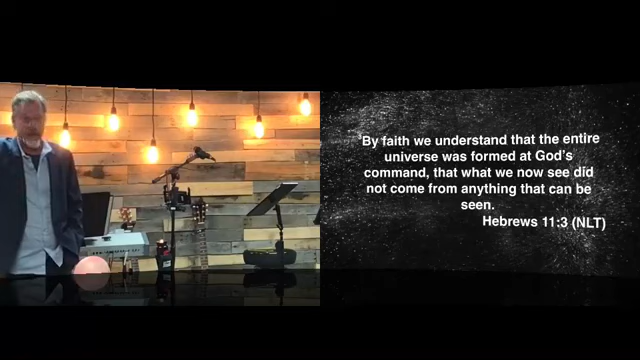 "By faith we understand that the entire
universe was formed at God's
command, that what we now see did
not come from anything that can be
seen.
Hebrews 11:3 (NLT)